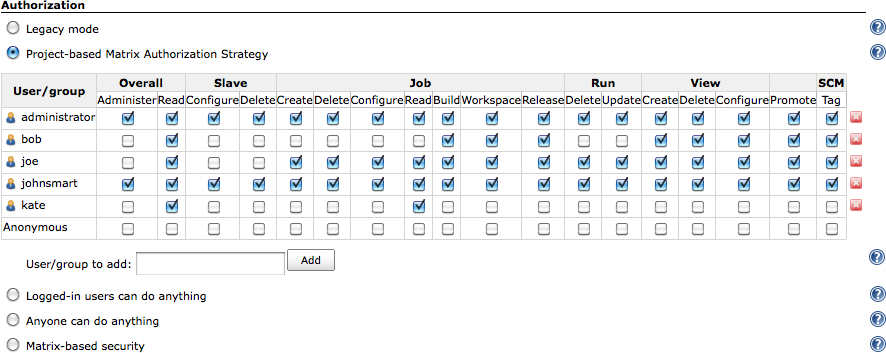 Authorization
Legacy mode
Project-based Matrix Authorization Strategy
User/group Overall Slave Job Run View SCM
Administer Read Configure Delete Create Delete Configure Read Build Workspace Release Delete Update Create Delete Configure Promote Tag
administrator
bob
joe
johnsmart
kate
Anonymous
User/group to add: Add
Logged-in users can do anything
Anyone can do anything
Matrix-based security